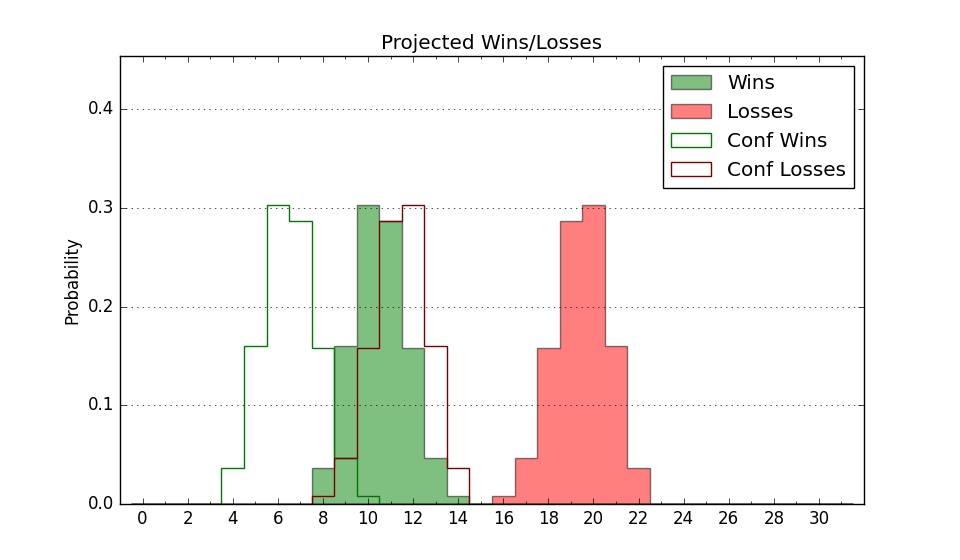 Projected Wins/Losses
Wins
Losses
Conf Wins
Conf Losses
Probability
0.4
0.3
0.2
0.1
0.0
0 2 4 6 8 10 12 14 16 18 20 22 24 26 28 30